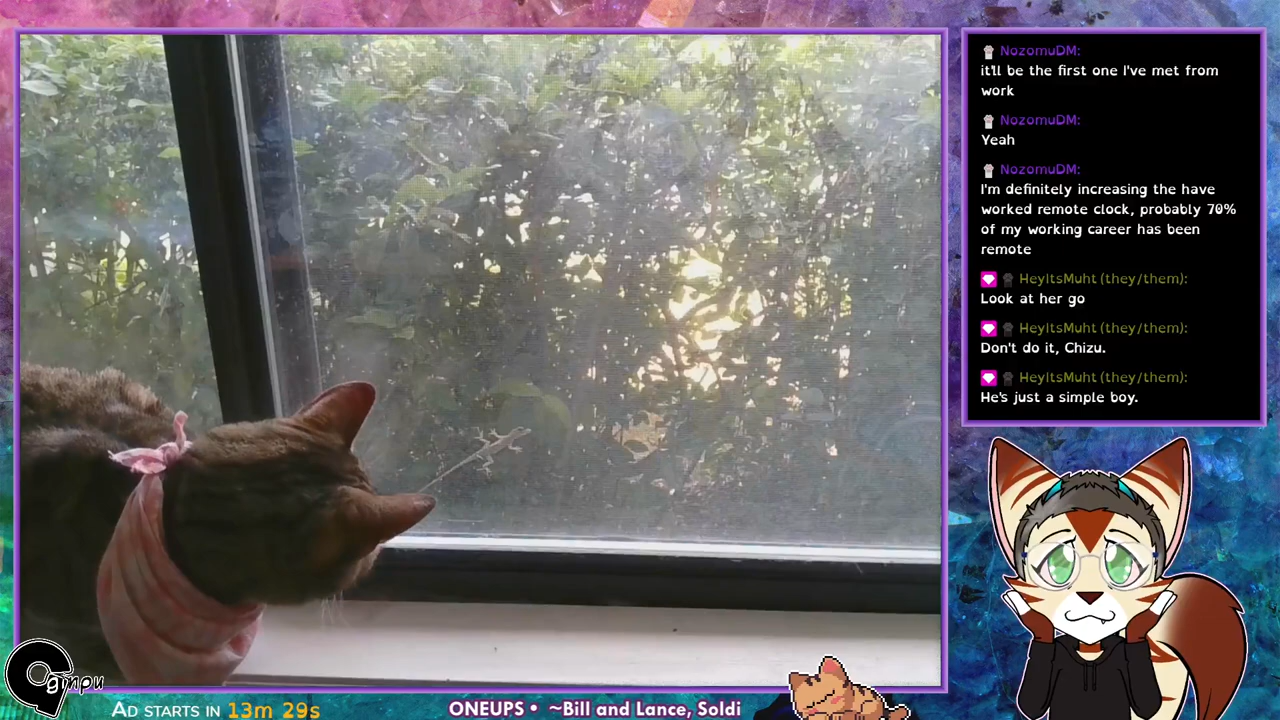 NozomuDM:
it'll be the first one I've met from
work
NozomuDM:
Yeah
NozomuDM:
I'm definitely increasing the have
worked remote clock, probably 70%
of my working career has been
remote
HeyItsMuht (they/them):
Look at her go
HeyItsMuht (they/them):
Don't do it, Chizu.
HeyItsMuht (they/them):
He's just a simple boy.
ginpu
AD STARTS IN 13m 29s
ONEUPS • ~Bill and Lance, Soldi